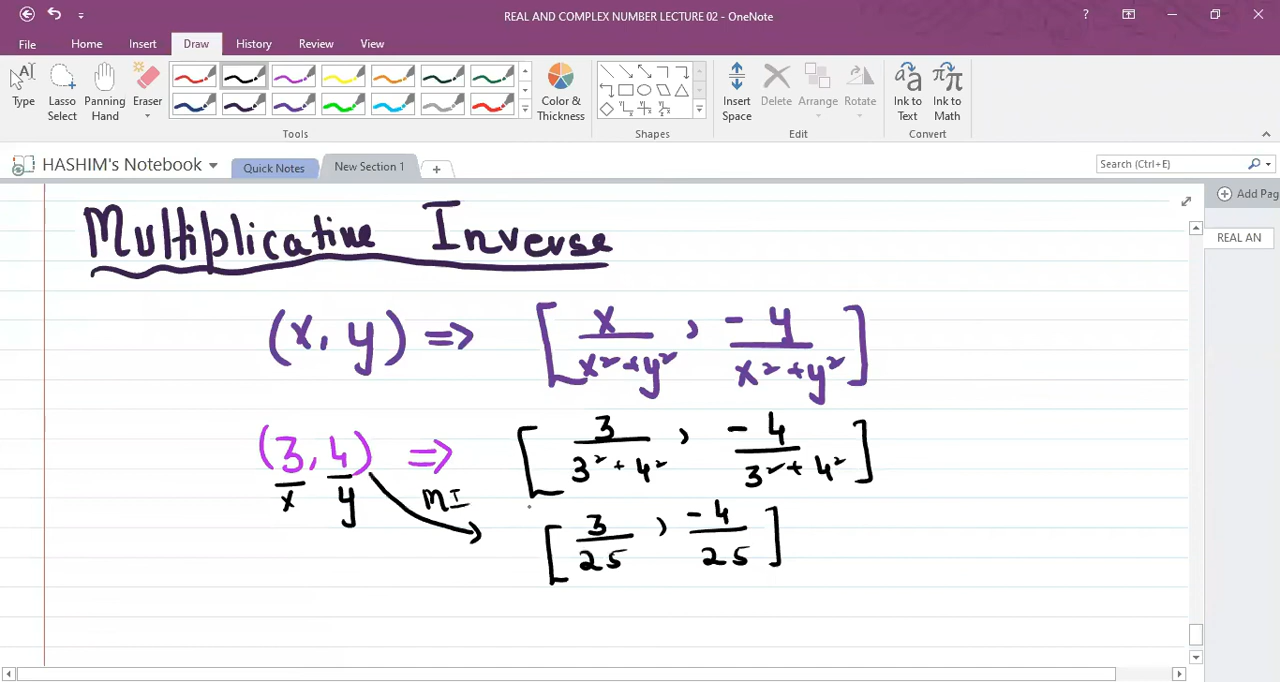 REAL AND COMPLEX NUMBER LECTURE 02 - OneNote
?
File Home Insert Draw History Review View
Type Lasso Select Panning Hand Eraser Color & Thickness Insert Space Delete Arrange Rotate Ink to Text Ink to Math
Tools Shapes Edit Convert
HASHIM's Notebook Quick Notes New Section 1 + Search (Ctrl+E)
Add Pag
REAL AN
Multiplicative Inverse
(x, y) => [x/(x²+y²), -y/(x²+y²)]
(3, 4) => [3/(3²+4²), -4/(3²+4²)]
x y MI
[3/25, -4/25]